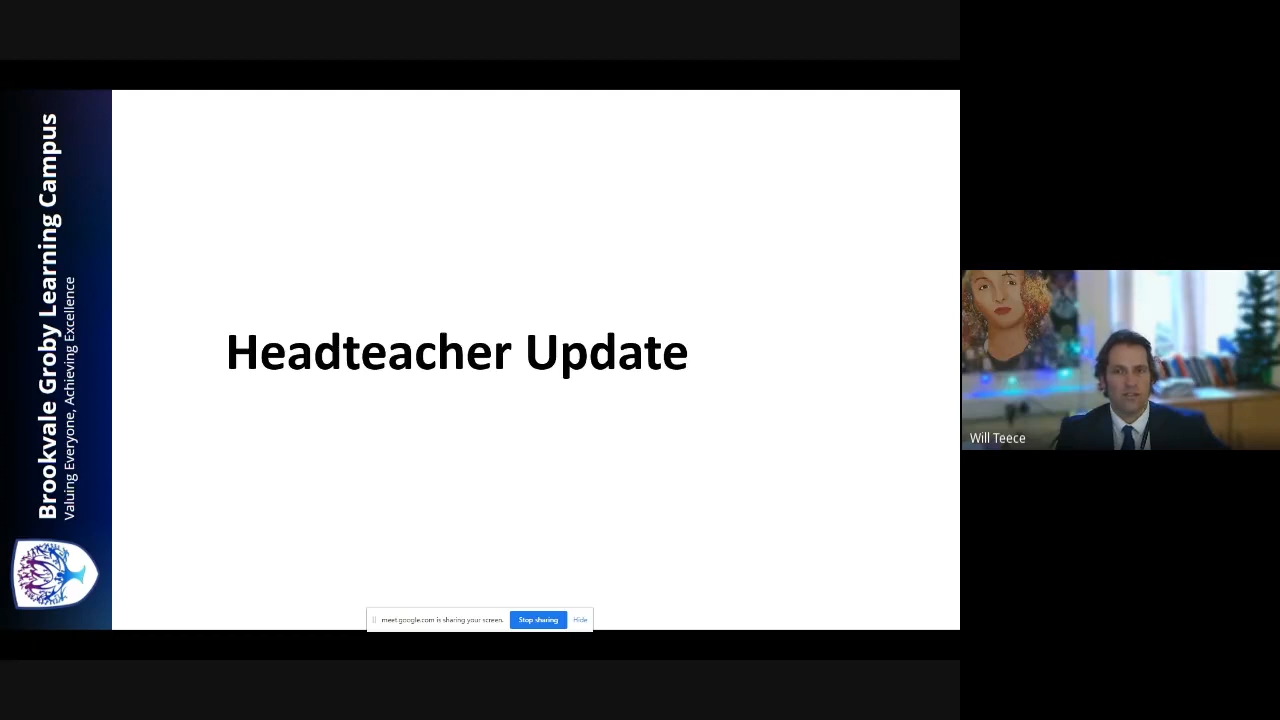 Brookvale Groby Learning Campus
Valuing Everyone, Achieving Excellence
Headteacher Update
meet.google.com is sharing your screen.
Stop sharing
Hide
Will Teece